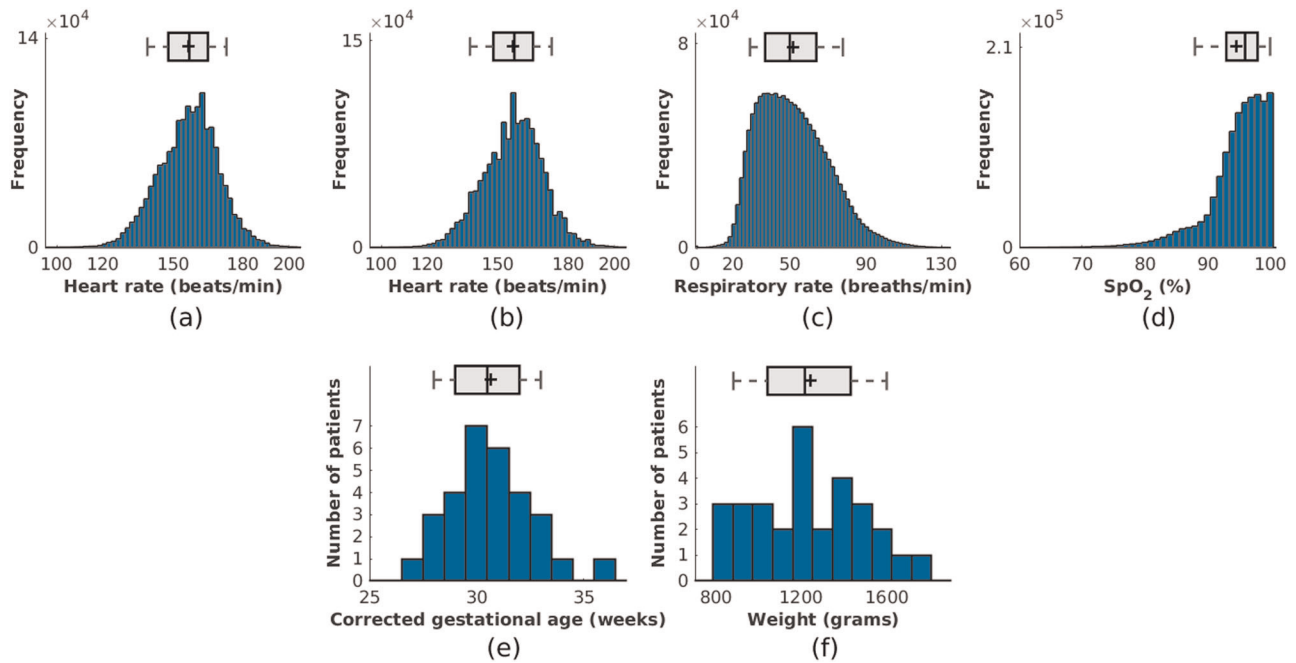 ×10⁴
14
Frequency
0
100 120 150 180 200
Heart rate (beats/min)
(a)
×10⁴
15
Frequency
0
100 120 150 180 200
Heart rate (beats/min)
(b)
×10⁴
8
Frequency
0
0 20 50 80 100 130
Respiratory rate (breaths/min)
(c)
×10⁵
2.1
Frequency
0
60 70 80 90 100
SpO₂ (%)
(d)
7
6
5
4
3
2
1
0
Number of patients
25 30 35
Corrected gestational age (weeks)
(e)
6
5
4
3
2
1
0
Number of patients
800 1200 1600
Weight (grams)
(f)